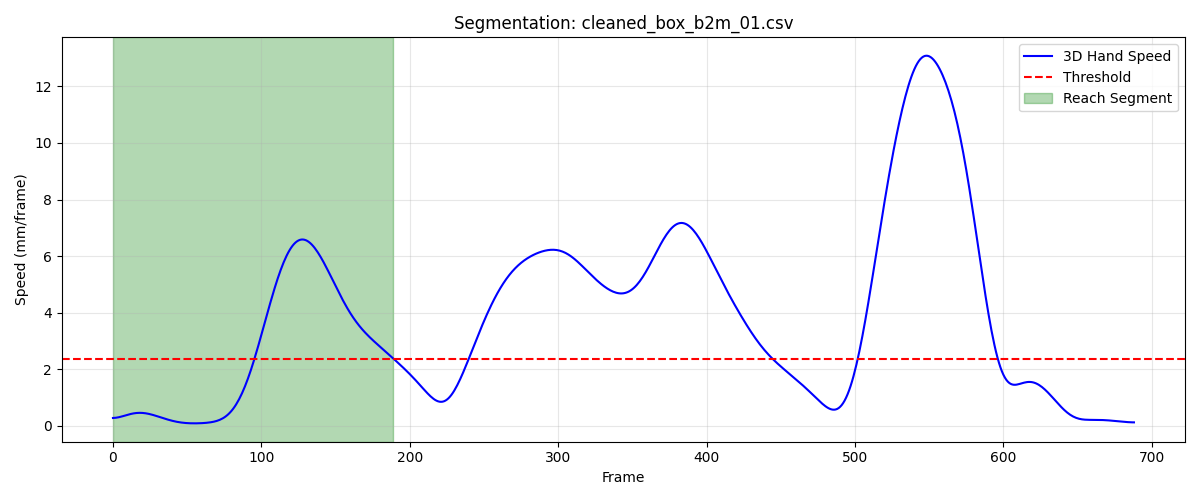 Segmentation: cleaned_box_b2m_01.csv
3D Hand Speed
Threshold
Reach Segment
Speed (mm/frame)
12
10
8
6
4
2
0
0 100 200 300 400 500 600 700
Frame